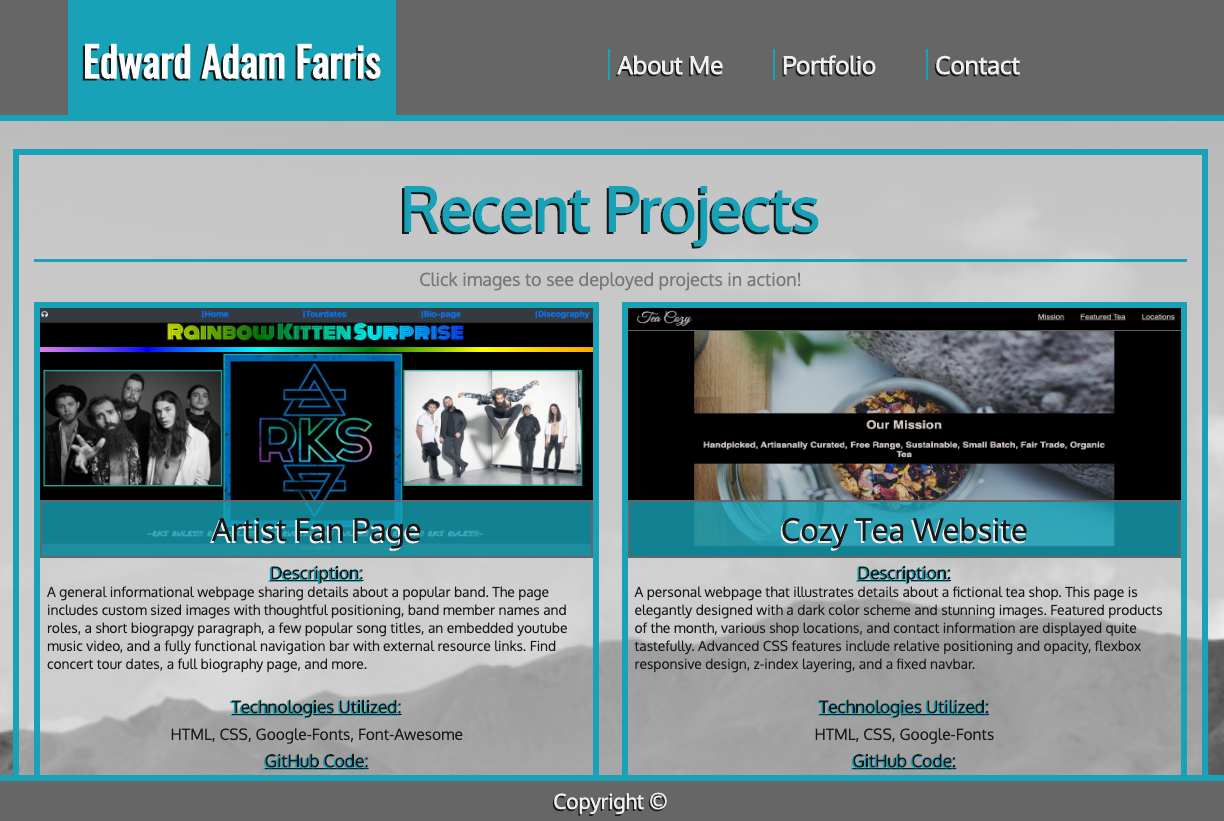 Edward Adam Farris
About Me
Portfolio
Contact
Recent Projects
Click images to see deployed projects in action!
|Home
|Tourdates
|Bio-page
|Discography
Rainbow Kitten Surprise
RKS
Artist Fan Page
Description:
A general informational webpage sharing details about a popular band. The page
includes custom sized images with thoughtful positioning, band member names and
roles, a short biograpgy paragraph, a few popular song titles, an embedded youtube
music video, and a fully functional navigation bar with external resource links. Find
concert tour dates, a full biography page, and more.
Technologies Utilized:
HTML, CSS, Google-Fonts, Font-Awesome
GitHub Code:
Tea Cozy
Mission
Featured Tea
Locations
Our Mission
Handpicked, Artisanally Curated, Free Range, Sustainable, Small Batch, Fair Trade, Organic
Tea
Cozy Tea Website
Description:
A personal webpage that illustrates details about a fictional tea shop. This page is
elegantly designed with a dark color scheme and stunning images. Featured products
of the month, various shop locations, and contact information are displayed quite
tastefully. Advanced CSS features include relative positioning and opacity, flexbox
responsive design, z-index layering, and a fixed navbar.
Technologies Utilized:
HTML, CSS, Google-Fonts
GitHub Code:
Copyright ©